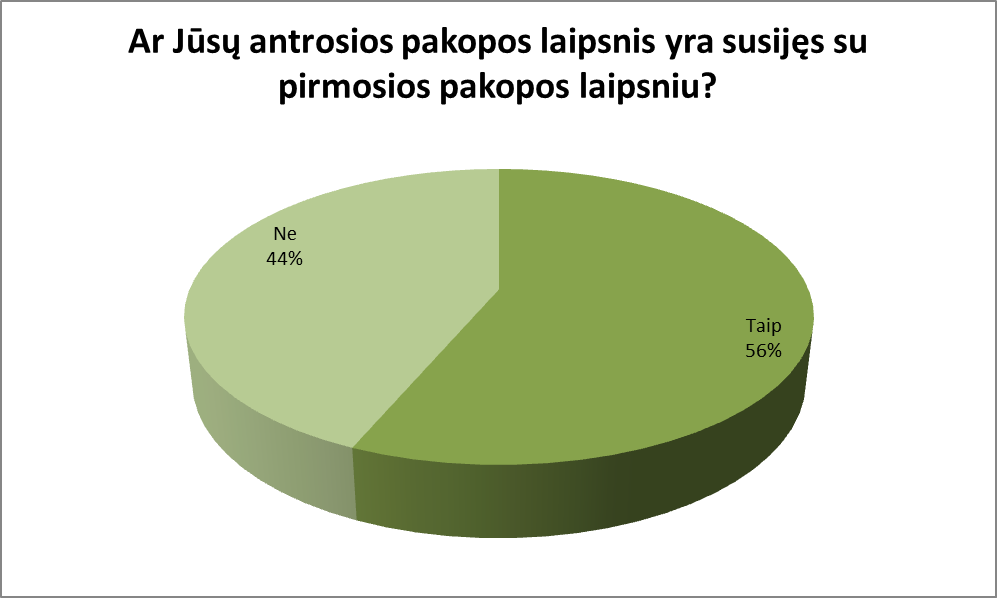 Ar Jūsų antrosios pakopos laipsnis yra susijęs su
pirmosios pakopos laipsniu?
Ne
44%
Taip
56%